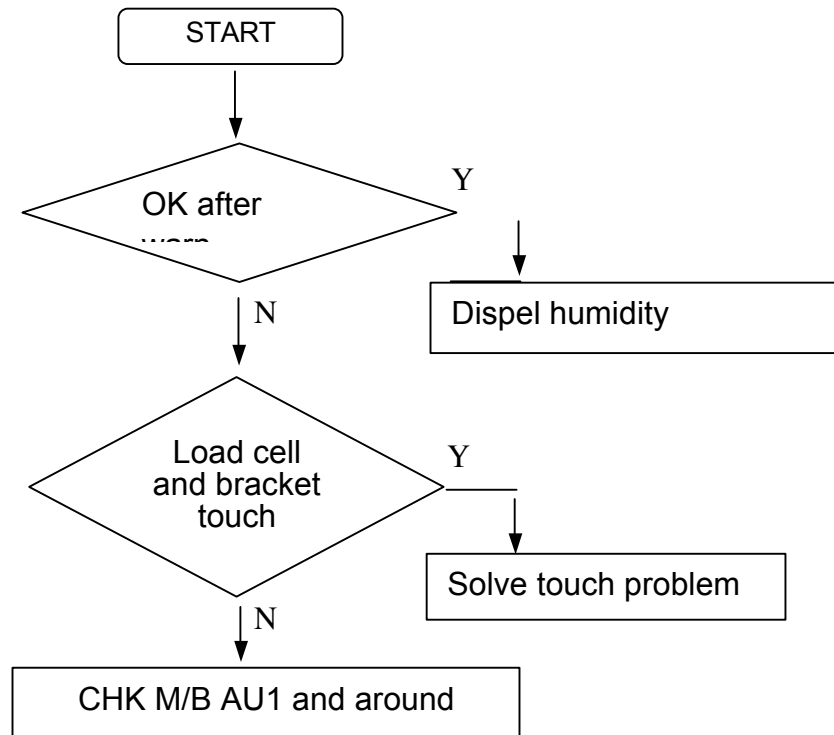 START
OK after
Y
Dispel humidity
N
Load cell
and bracket
touch
Y
Solve touch problem
N
CHK M/B AU1 and around